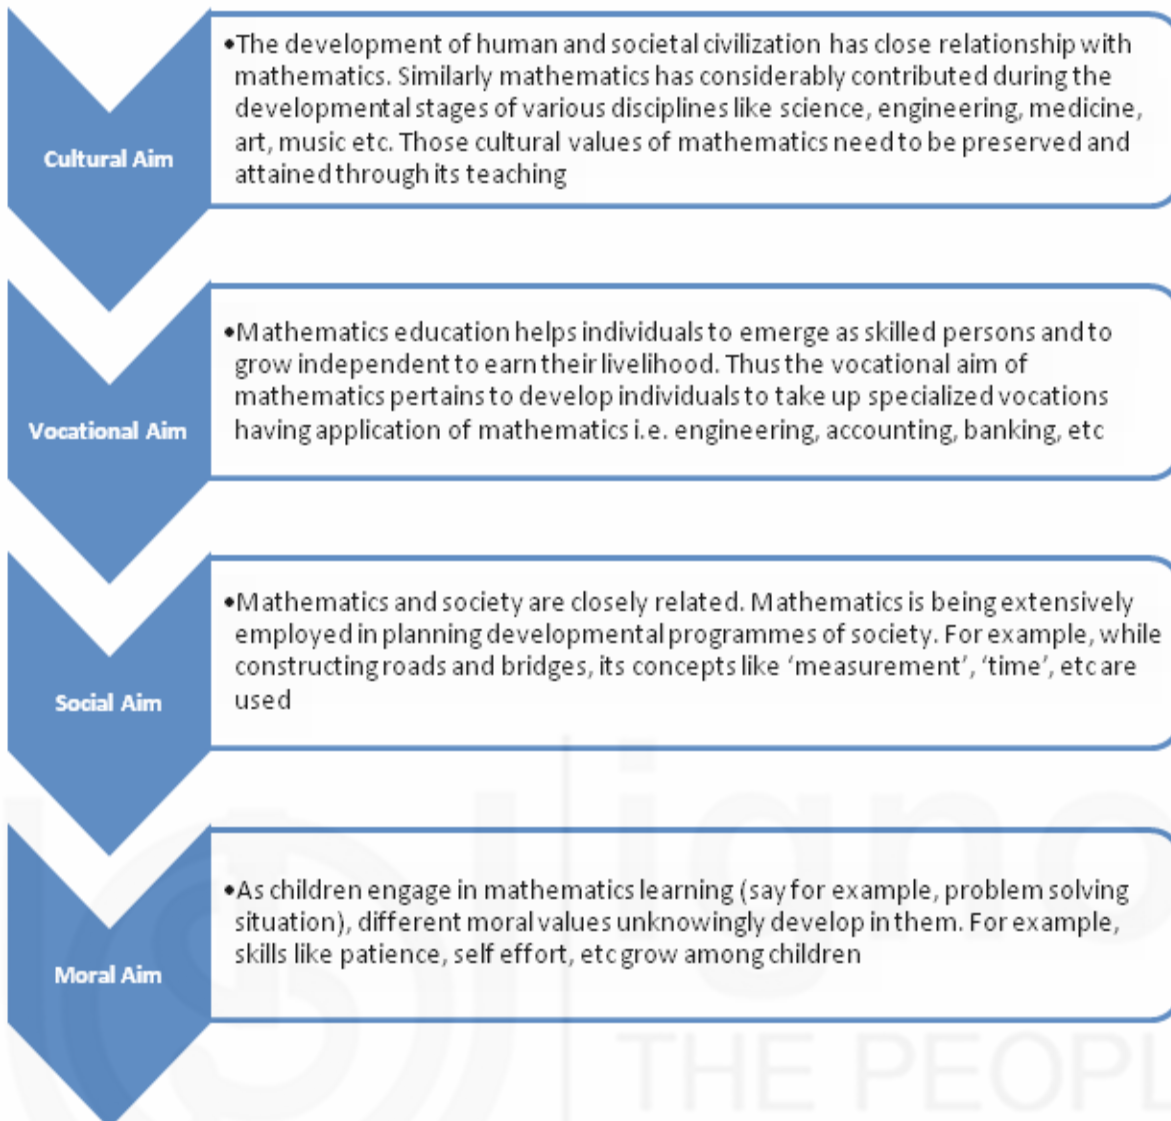 Cultural Aim
•The development of human and societal civilization has close relationship with
mathematics. Similarly mathematics has considerably contributed during the
developmental stages of various disciplines like science, engineering, medicine,
art, music etc. Those cultural values of mathematics need to be preserved and
attained through its teaching
Vocational Aim
•Mathematics education helps individuals to emerge as skilled persons and to
grow independent to earn their livelihood. Thus the vocational aim of
mathematics pertains to develop individuals to take up specialized vocations
having application of mathematics i.e. engineering, accounting, banking, etc
Social Aim
•Mathematics and society are closely related. Mathematics is being extensively
employed in planning developmental programmes of society. For example, while
constructing roads and bridges, its concepts like ‘measurement’, ‘time’, etc are
used
Moral Aim
•As children engage in mathematics learning (say for example, problem solving
situation), different moral values unknowingly develop in them. For example,
skills like patience, self effort, etc grow among children
igno
THE PEOPL